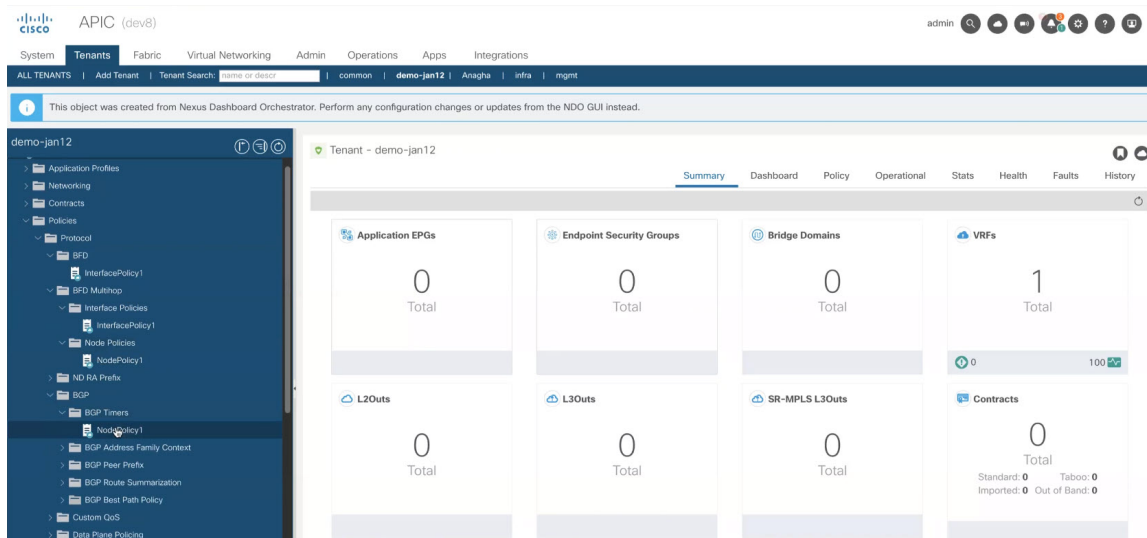 CISCO
APIC (dev8)
admin
System Tenants Fabric Virtual Networking Admin Operations Apps Integrations
ALL TENANTS | Add Tenant | Tenant Search: name or descr | common | demo-jan12 | Anagha | infra | mgmt
This object was created from Nexus Dashboard Orchestrator. Perform any configuration changes or updates from the NDO GUI instead.
demo-jan12
Application Profiles
Networking
Contracts
Policies
Protocol
BFD
InterfacePolicy1
BFD Multihop
Interface Policies
InterfacePolicy1
Node Policies
NodePolicy1
ND RA Prefix
BGP
BGP Timers
NodePolicy1
BGP Address Family Context
BGP Peer Prefix
BGP Route Summarization
BGP Best Path Policy
Custom QoS
Data Plane Policing
Tenant - demo-jan12
Summary Dashboard Policy Operational Stats Health Faults History
Application EPGs
0
Total
Endpoint Security Groups
0
Total
Bridge Domains
0
Total
VRFs
1
Total
0 100
L2Outs
0
Total
L3Outs
0
Total
SR-MPLS L3Outs
0
Total
Contracts
0
Total
Standard: 0 Taboo: 0
Imported: 0 Out of Band: 0